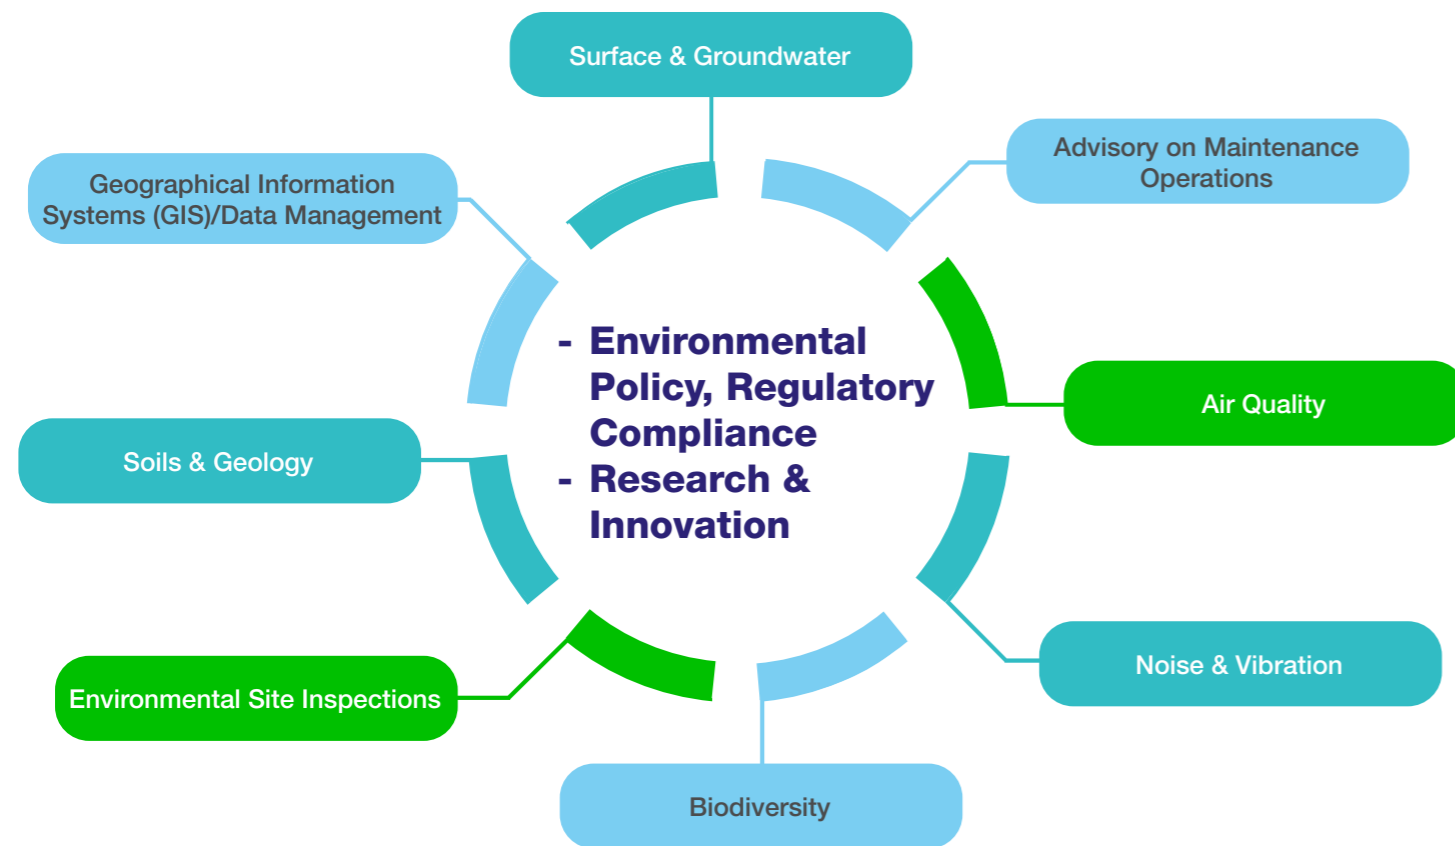 Surface & Groundwater
Advisory on Maintenance
Operations
Geographical Information
Systems (GIS)/Data Management
- Environmental
Policy, Regulatory
Compliance
- Research &
Innovation
Air Quality
Soils & Geology
Noise & Vibration
Environmental Site Inspections
Biodiversity